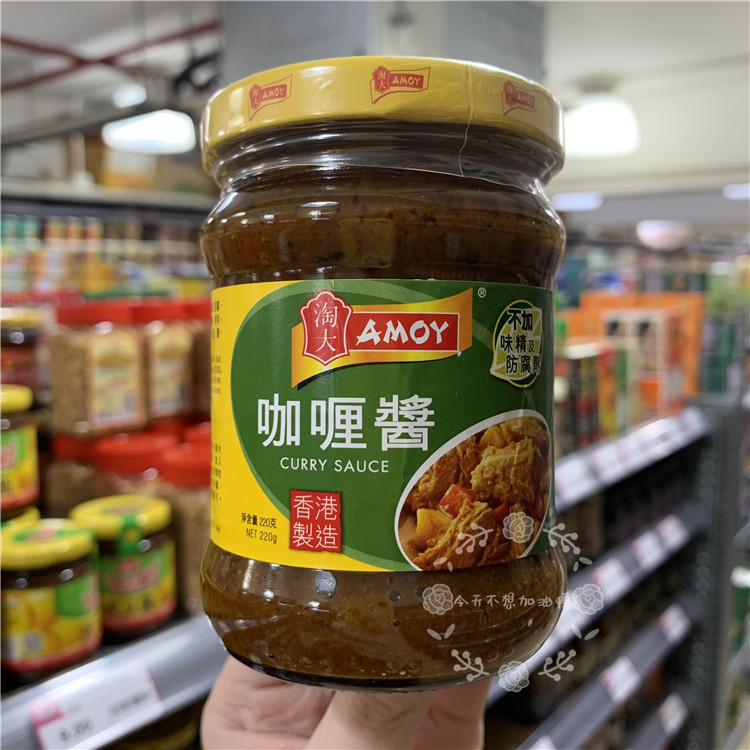 淘大 AMOY
淘大 AMOY
淘大
AMOY
®
不加
味精及
防腐劑
咖喱醬
CURRY SAUCE
淨含量 220克
NET 220g
香港
製造
今天不想加油鴨